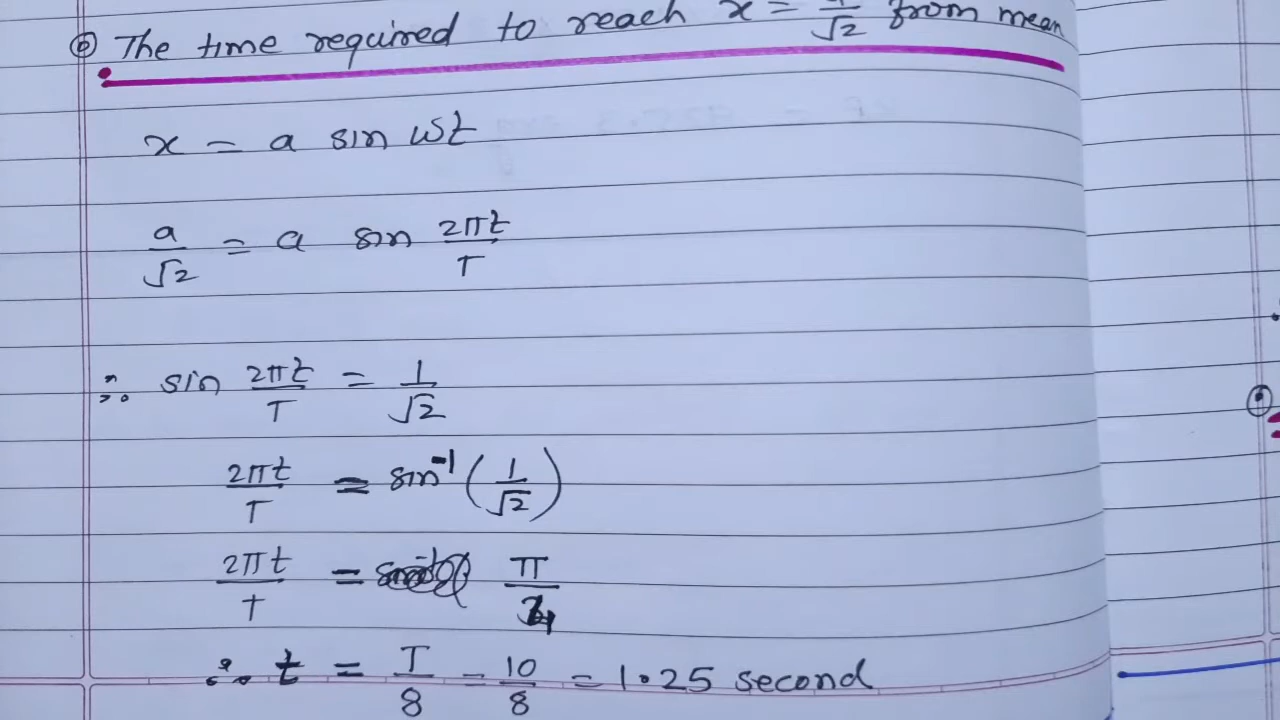 The time required to reach x = /√2 from mean
x = a sin ωt
a/√2 = a sin 2πt/T
∴ sin 2πt/T = 1/√2
2πt/T = sin⁻¹(1/√2)
2πt/T = π/4
∴ t = T/8 = 10/8 = 1.25 second